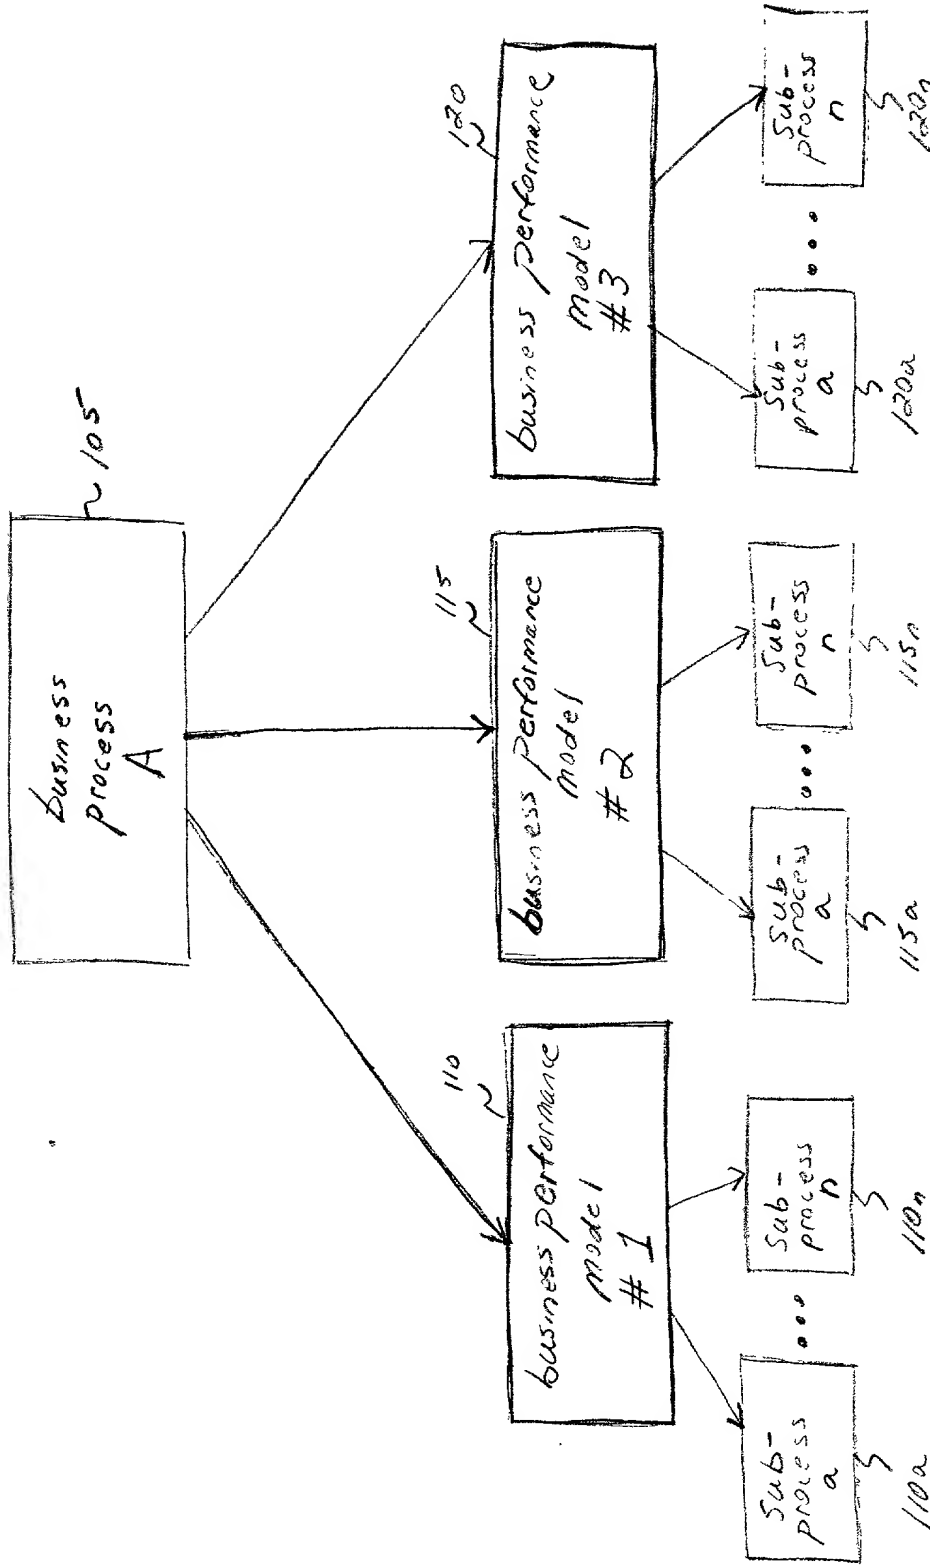 business
process
A
105
110
business performance
model
# 1
115
business performance
model
# 2
120
business performance
model
#3
Sub-
process
a
110a
...
Sub-
process
n
110n
Sub-
process
a
115a
...
Sub-
process
n
115n
Sub-
process
a
120a
...
Sub-
process
n
120n